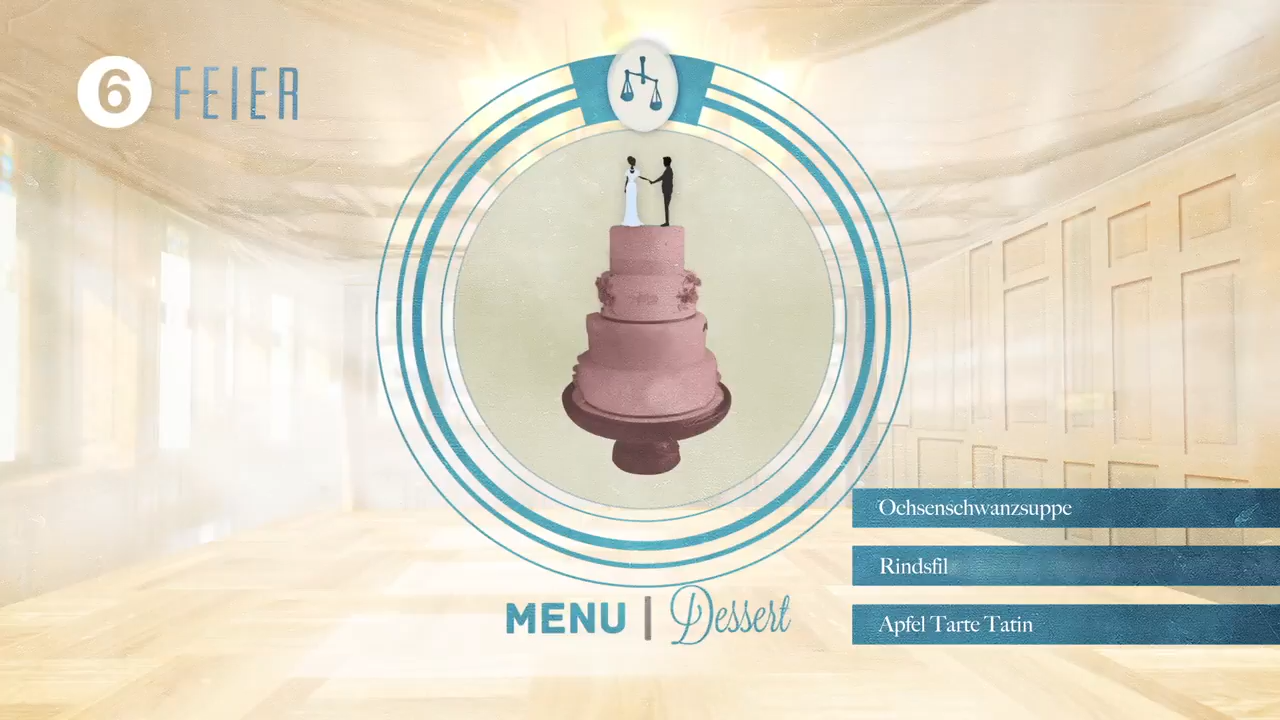 6 FEIER
MENU | Dessert
Ochsenschwanzsuppe
Rindsfil
Apfel Tarte Tatin